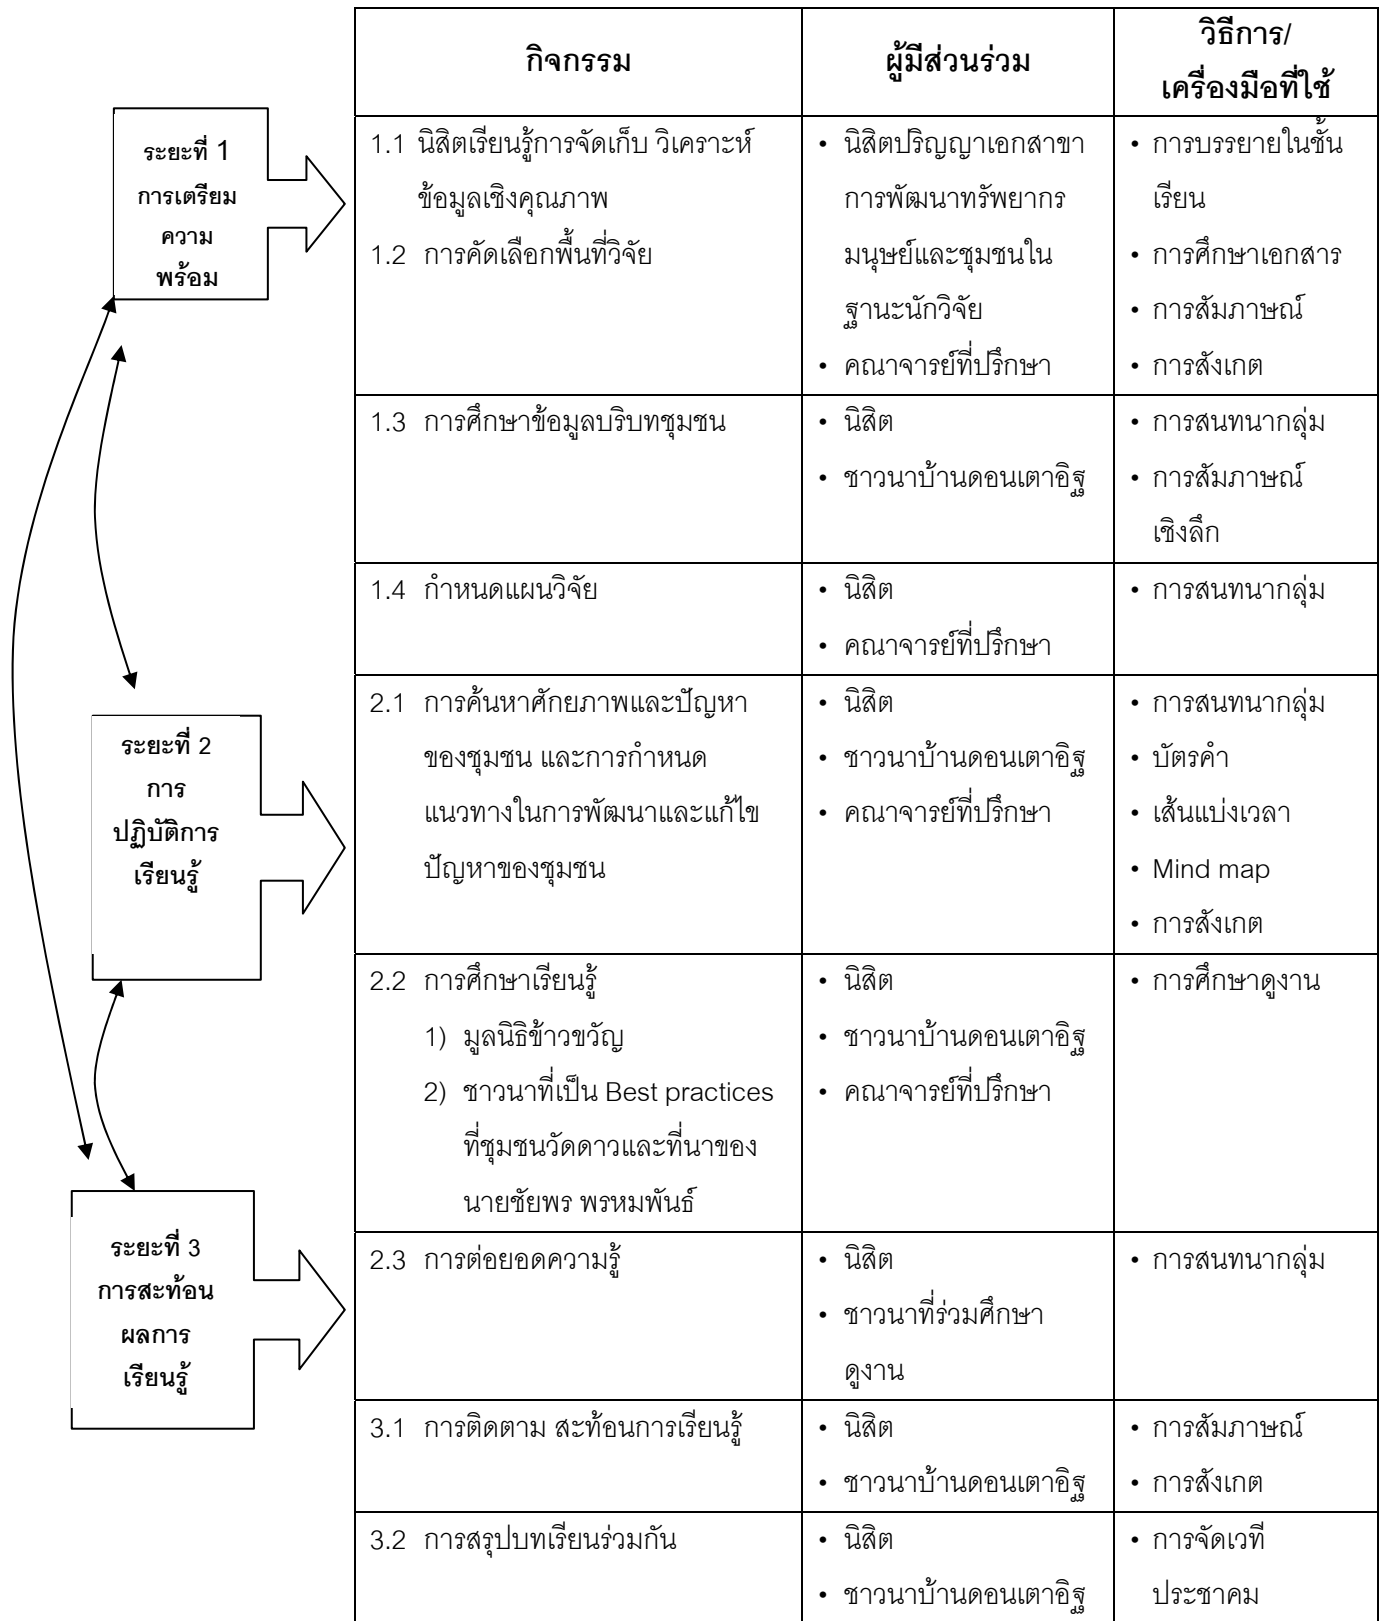 กิจกรรม
ผู้มีส่วนร่วม
วิธีการ/
เครื่องมือที่ใช้
ระยะที่ 1
การเตรียม
ความ
พร้อม
1.1 นิสิตเรียนรู้การจัดเก็บ วิเคราะห์
ข้อมูลเชิงคุณภาพ
1.2 การคัดเลือกพื้นที่วิจัย
• นิสิตปริญญาเอกสาขา
การพัฒนาทรัพยากร
มนุษย์และชุมชนใน
ฐานะนักวิจัย
• คณาจารย์ที่ปรึกษา
• การบรรยายในชั้น
เรียน
• การศึกษาเอกสาร
• การสัมภาษณ์
• การสังเกต
1.3 การศึกษาข้อมูลบริบทชุมชน
• นิสิต
• ชาวนาบ้านดอนเตาอิฐ
• การสนทนากลุ่ม
• การสัมภาษณ์
เชิงลึก
1.4 กำหนดแผนวิจัย
• นิสิต
• คณาจารย์ที่ปรึกษา
• การสนทนากลุ่ม
ระยะที่ 2
การ
ปฏิบัติการ
เรียนรู้
2.1 การค้นหาศักยภาพและปัญหา
ของชุมชน และการกำหนด
แนวทางในการพัฒนาและแก้ไข
ปัญหาของชุมชน
• นิสิต
• ชาวนาบ้านดอนเตาอิฐ
• คณาจารย์ที่ปรึกษา
• การสนทนากลุ่ม
• บัตรคำ
• เส้นแบ่งเวลา
• Mind map
• การสังเกต
2.2 การศึกษาเรียนรู้
1) มูลนิธิข้าวขวัญ
2) ชาวนาที่เป็น Best practices
ที่ชุมชนวัดดาวและที่นาของ
นายชัยพร พรหมพันธ์
• นิสิต
• ชาวนาบ้านดอนเตาอิฐ
• คณาจารย์ที่ปรึกษา
• การศึกษาดูงาน
ระยะที่ 3
การสะท้อน
ผลการ
เรียนรู้
2.3 การต่อยอดความรู้
• นิสิต
• ชาวนาที่ร่วมศึกษา
ดูงาน
• การสนทนากลุ่ม
3.1 การติดตาม สะท้อนการเรียนรู้
• นิสิต
• ชาวนาบ้านดอนเตาอิฐ
• การสัมภาษณ์
• การสังเกต
3.2 การสรุปบทเรียนร่วมกัน
• นิสิต
• ชาวนาบ้านดอนเตาอิฐ
• การจัดเวที
ประชาคม